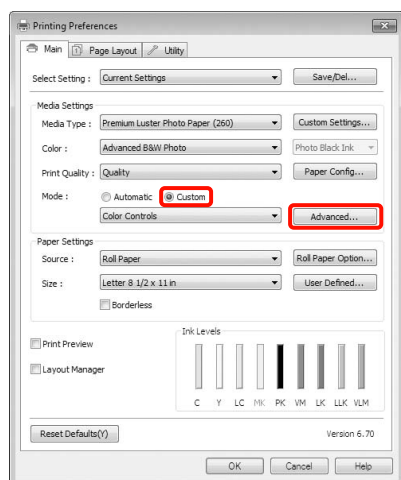 Printing Preferences
Main Page Layout Utility
Select Setting : Current Settings Save/Del...
Media Settings
Media Type : Premium Luster Photo Paper (260) Custom Settings...
Color : Advanced B&W Photo Photo Black Ink
Print Quality : Quality Paper Config...
Mode : Automatic Custom
Color Controls Advanced...
Paper Settings
Source : Roll Paper Roll Paper Option...
Size : Letter 8 1/2 x 11 in User Defined...
Borderless
Ink Levels
Print Preview
Layout Manager
C Y LC MK PK VM LK LLK VLM
Reset Defaults(Y) Version 6.70
OK Cancel Help